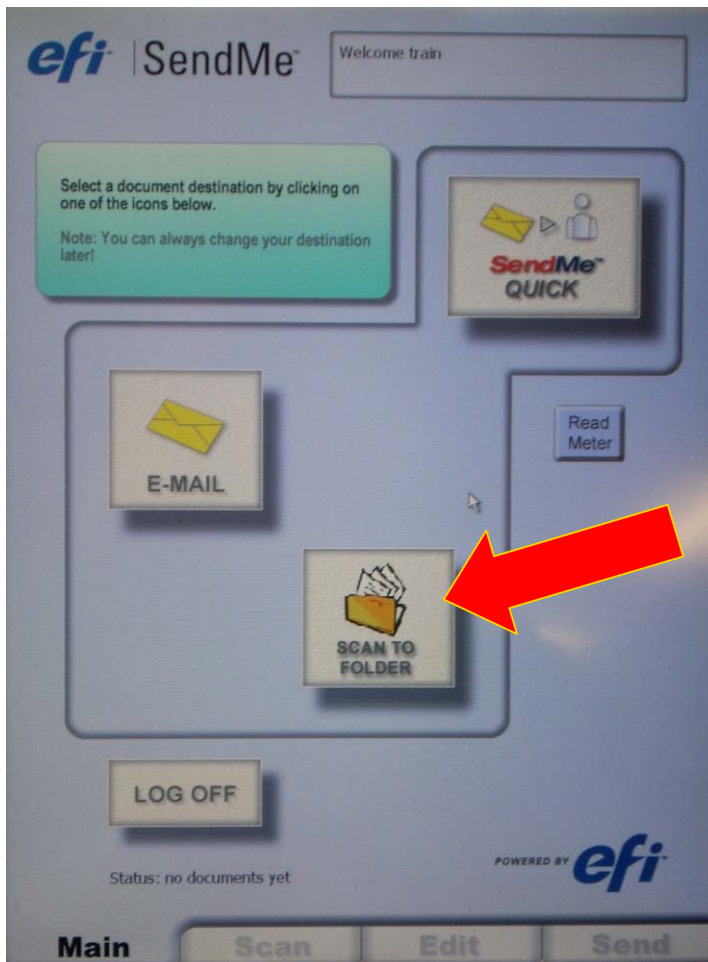 efi SendMe™
Welcome train
Select a document destination by clicking on
one of the icons below.
Note: You can always change your destination
later!
SendMe™
QUICK
E-MAIL
Read
Meter
SCAN TO
FOLDER
LOG OFF
Status: no documents yet
POWERED BY efi
Main Scan Edit Send